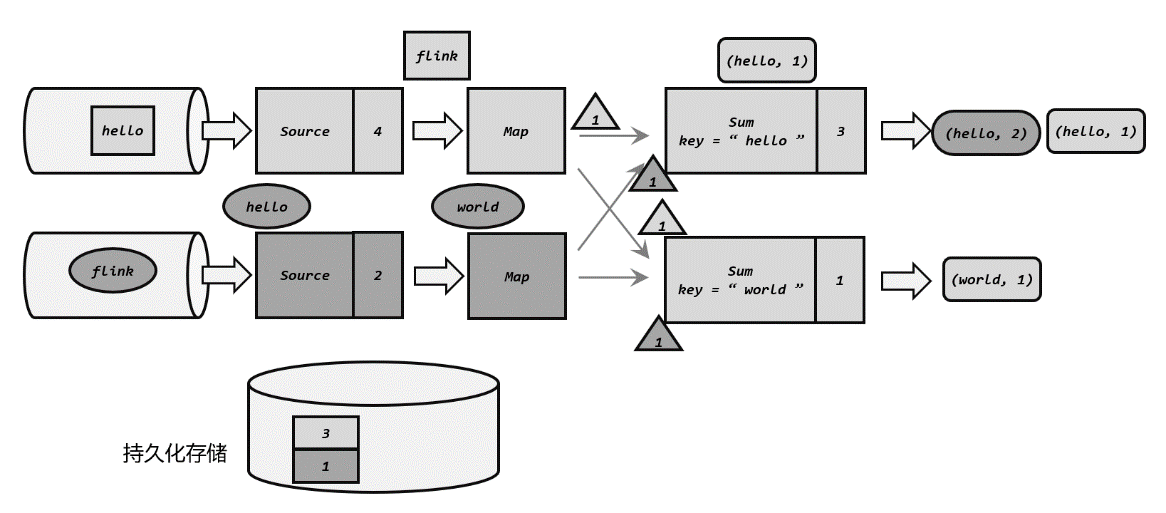 flink
(hello, 1)
hello
Source
4
Map
1
Sum
key = “ hello ”
3
(hello, 2)
(hello, 1)
1
hello
world
1
flink
Source
2
Map
Sum
key = “ world ”
1
(world, 1)
1
持久化存储
3
1